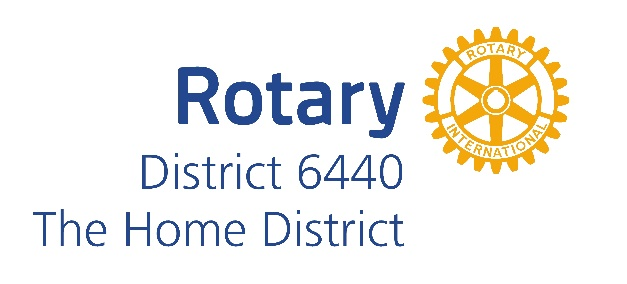 Rotary
District 6440
The Home District
ROTARY
INTERNATIONAL